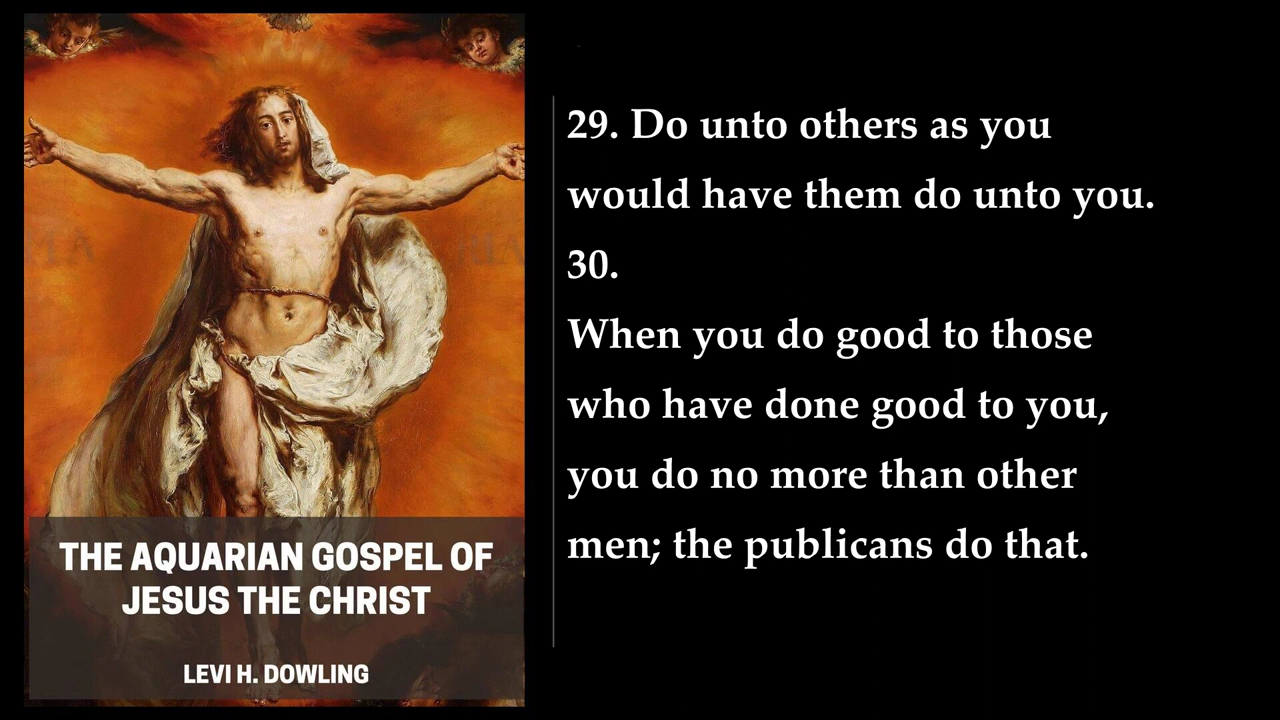 THE AQUARIAN GOSPEL OF
JESUS THE CHRIST
LEVI H. DOWLING
29. Do unto others as you
would have them do unto you.
30.
When you do good to those
who have done good to you,
you do no more than other
men; the publicans do that.